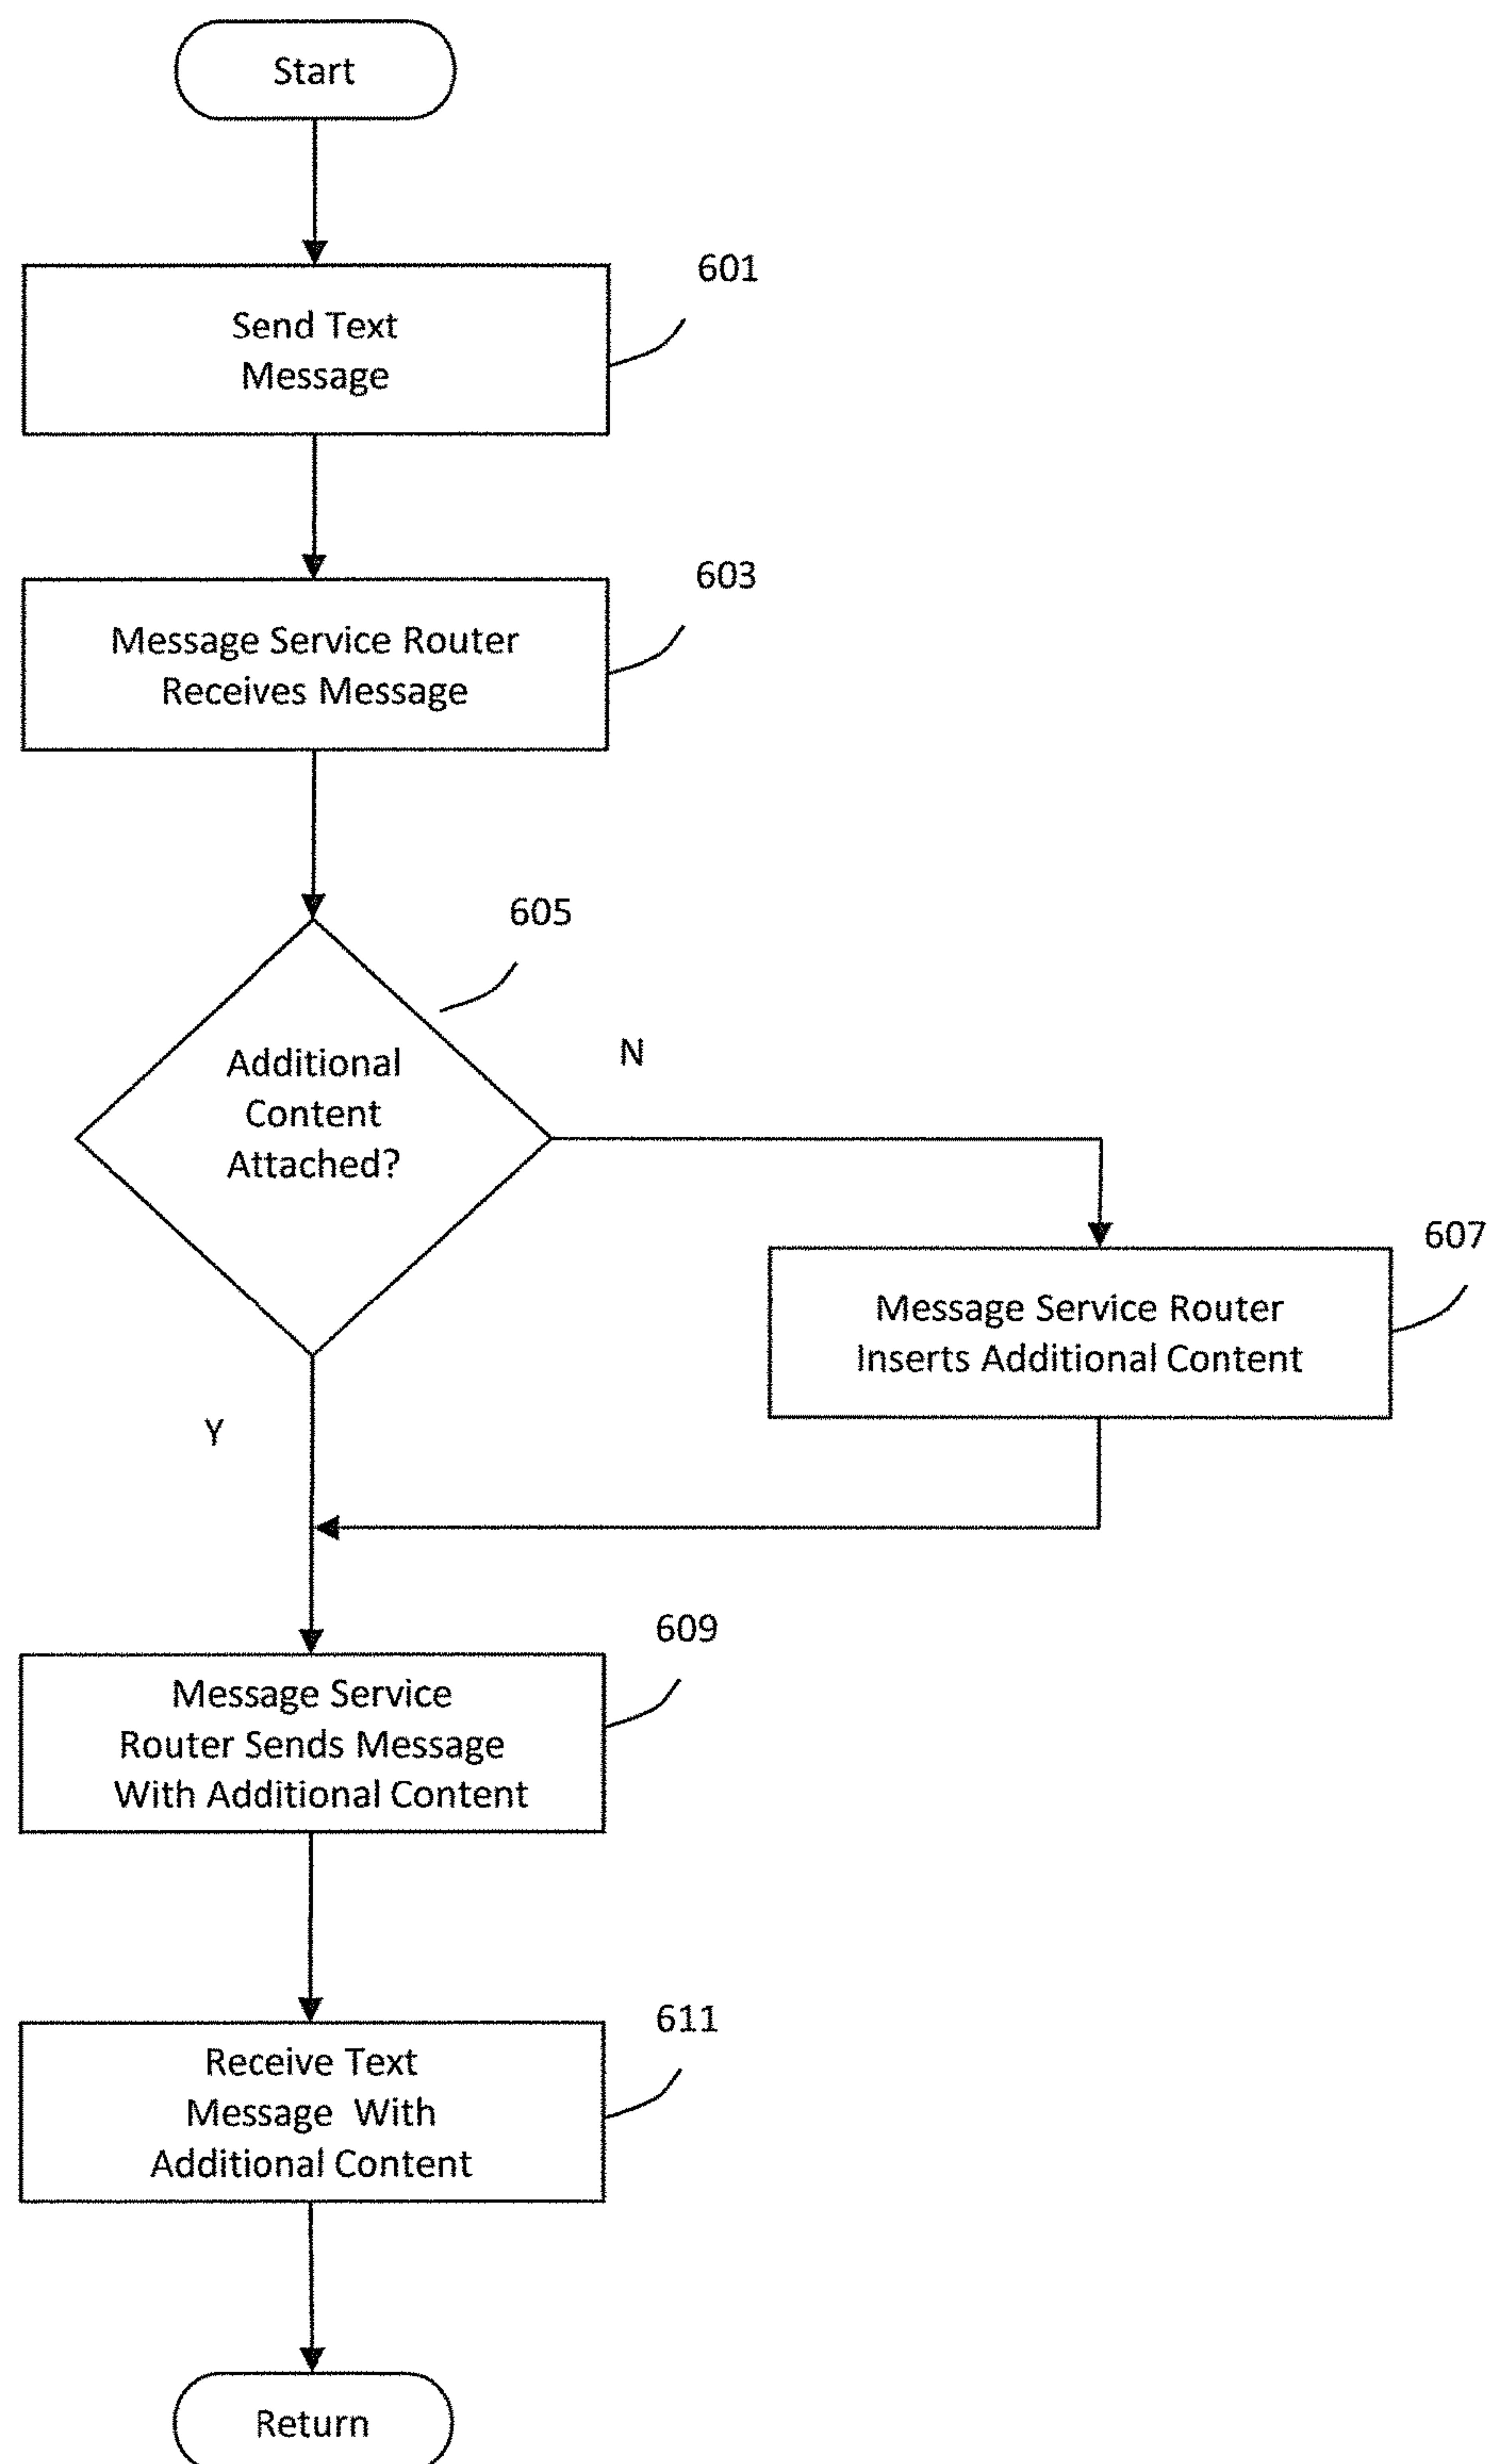 Start
601
Send Text
Message
603
Message Service Router
Receives Message
605
Additional
Content
Attached?
N
607
Message Service Router
Inserts Additional Content
Y
609
Message Service
Router Sends Message
With Additional Content
611
Receive Text
Message With
Additional Content
Return